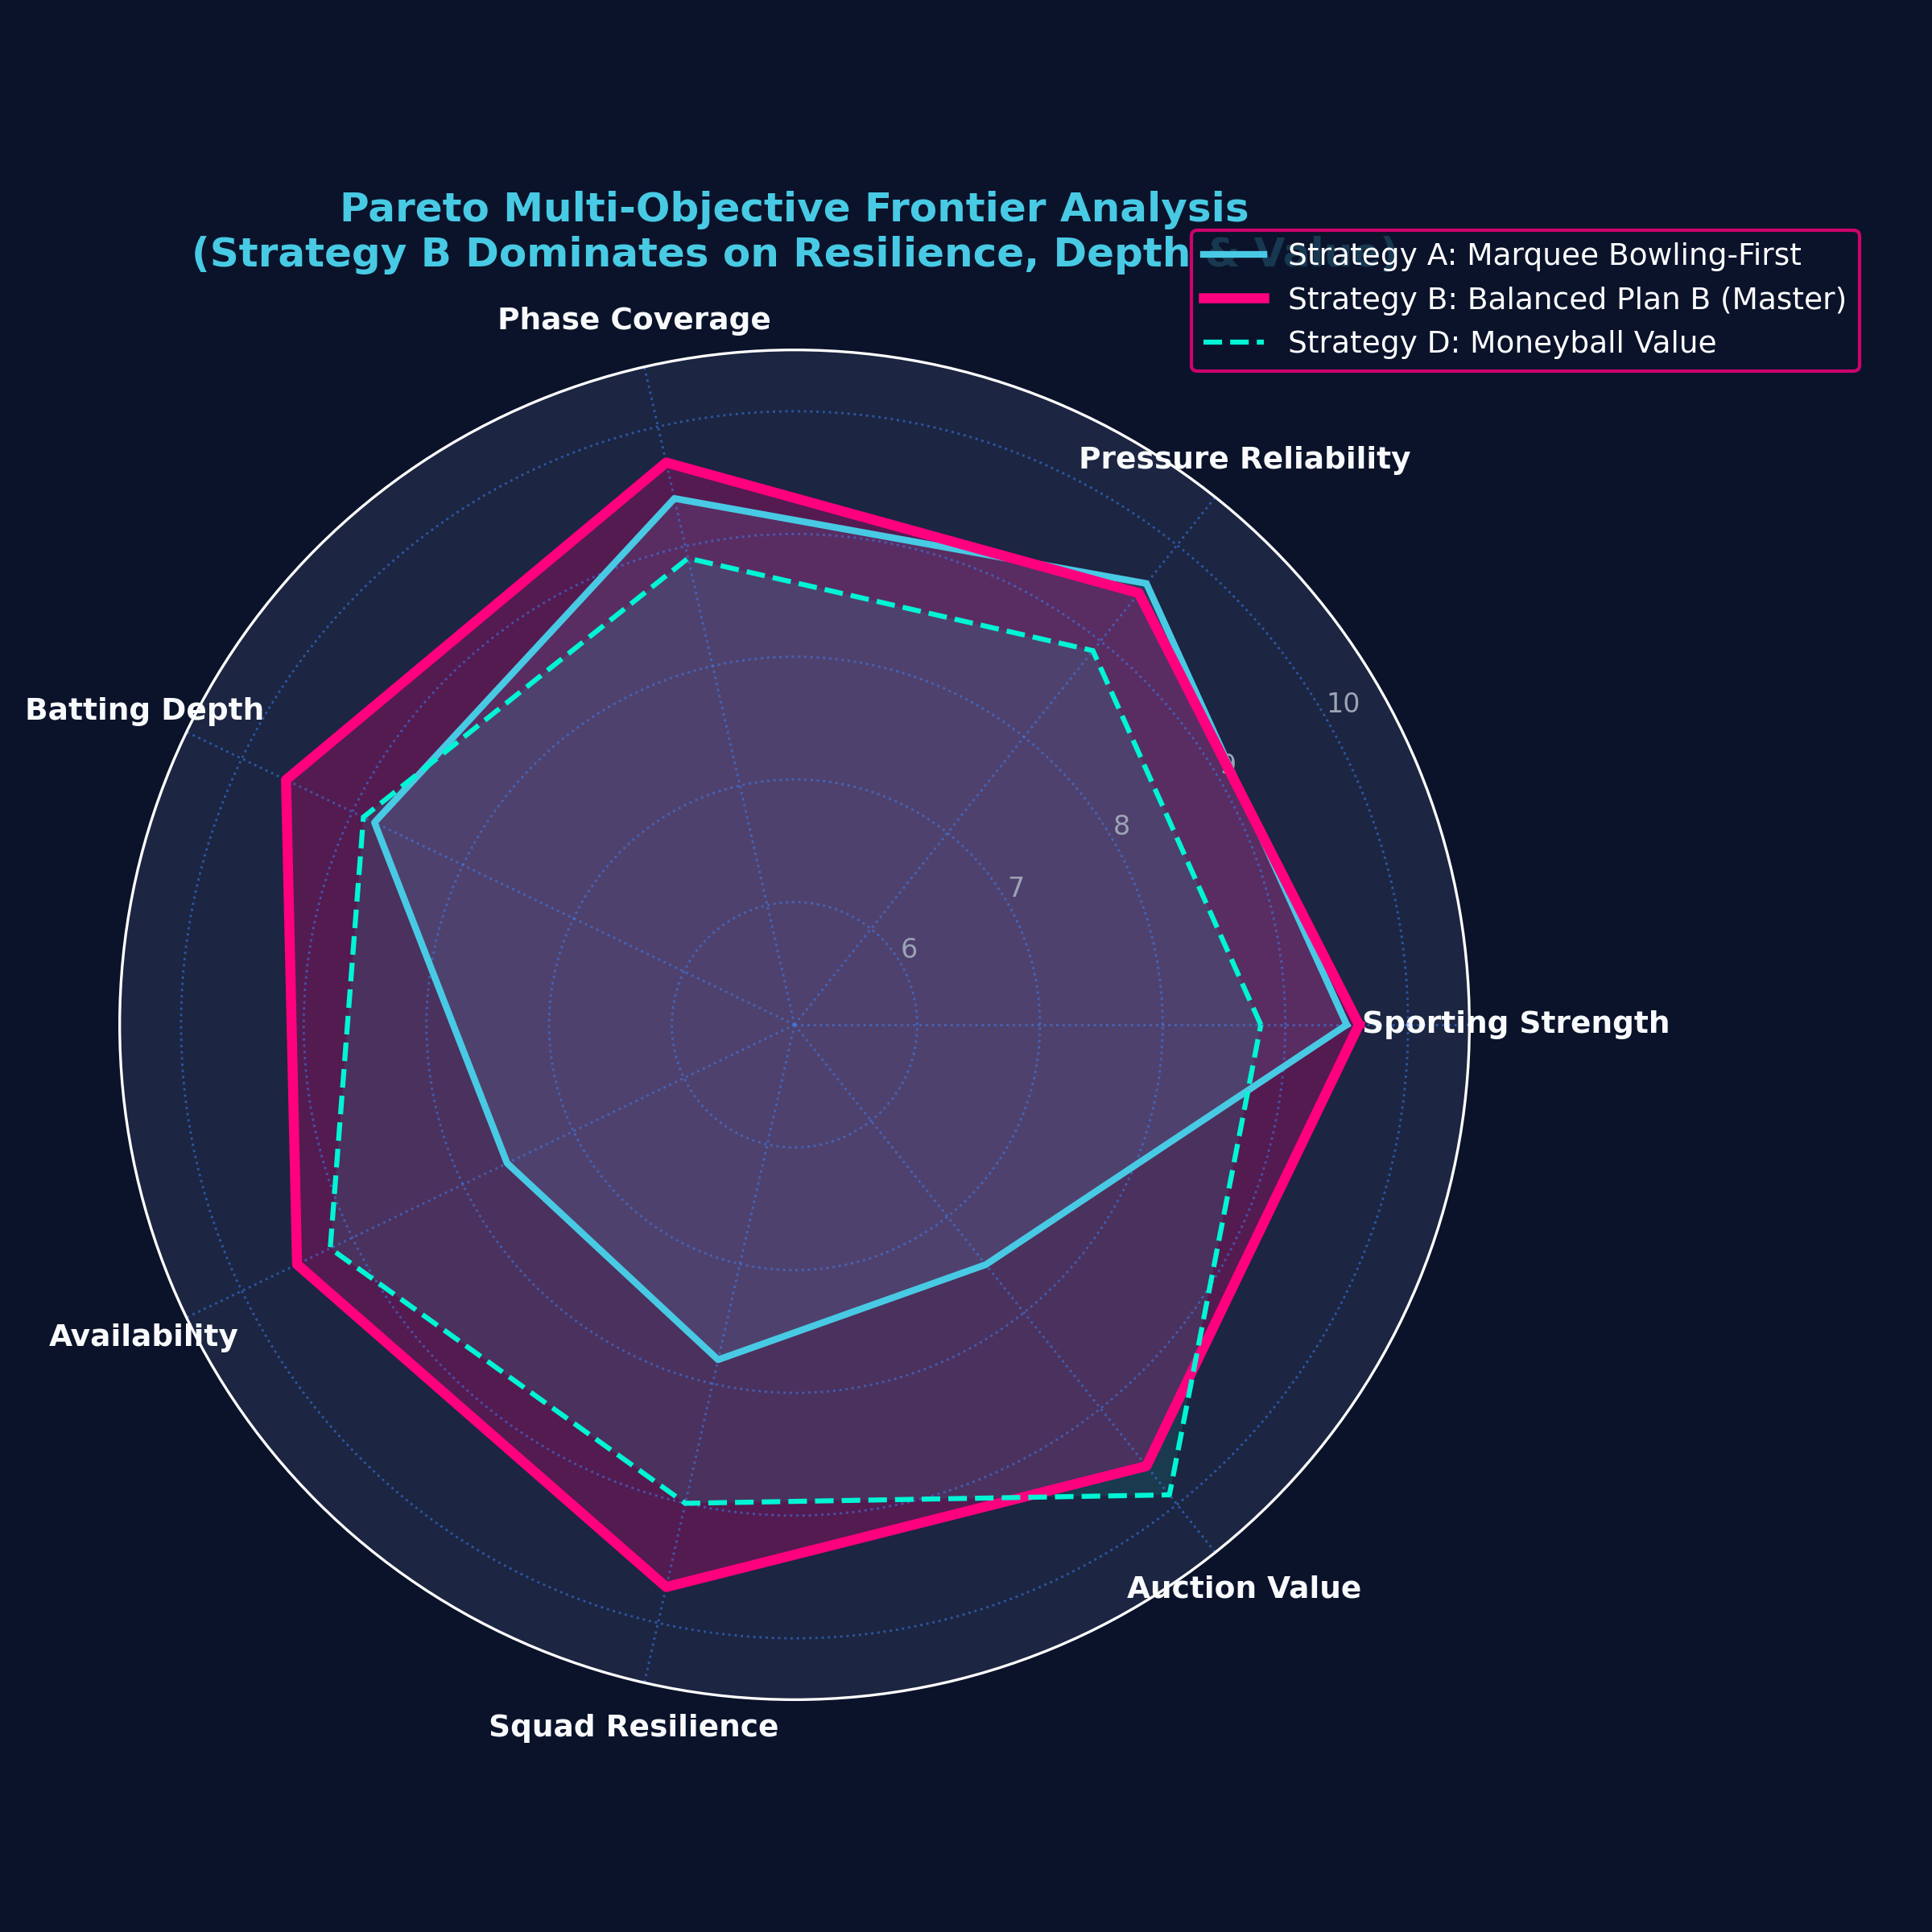 Pareto Multi-Objective Frontier Analysis
(Strategy B Dominates on Resilience, Depth & Value)
Strategy A: Marquee Bowling-First
Strategy B: Balanced Plan B (Master)
Strategy D: Moneyball Value
Phase Coverage
Pressure Reliability
Batting Depth
10
9
8
7
6
Sporting Strength
Availability
Auction Value
Squad Resilience